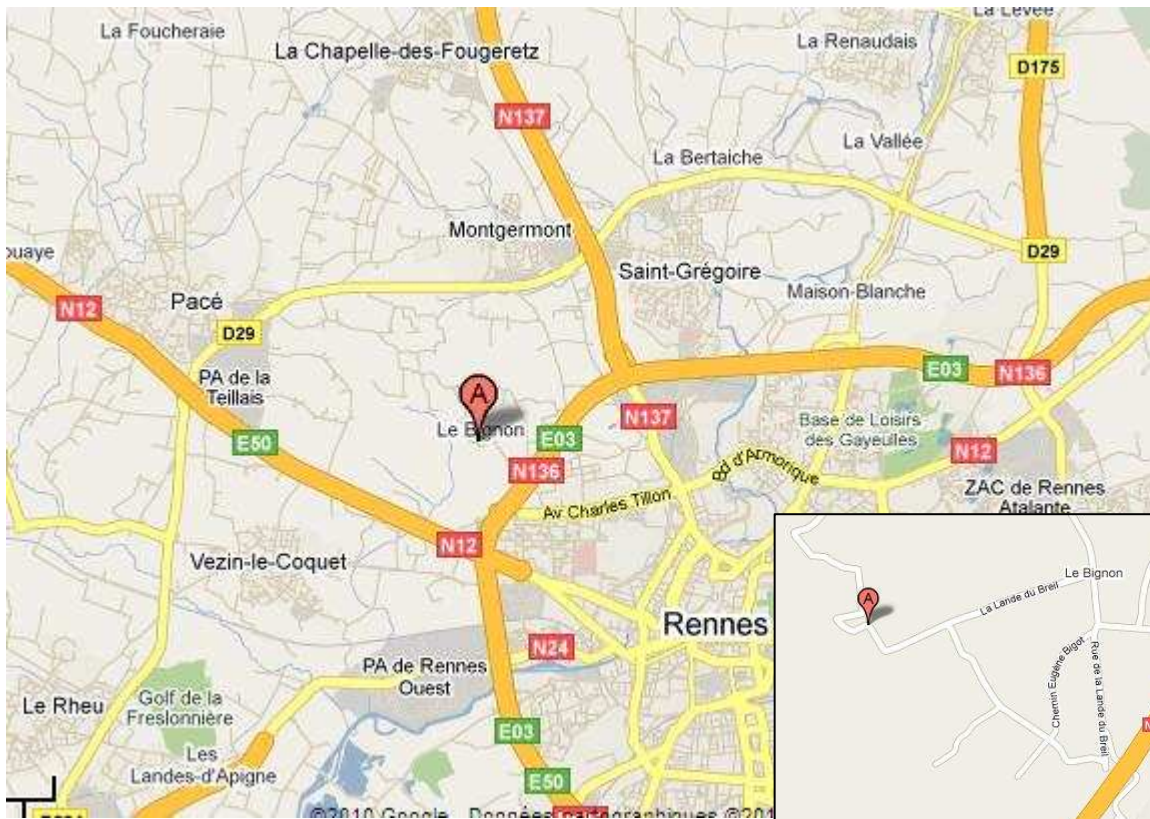 La Foucheraie
La Levée
La Chapelle-des-Fougeretz
La Renaudais
D175
N137
La Vallée
La Bertaiche
Montgermont
D29
ouaye
Saint-Grégoire
Maison-Blanche
N12
Pacé
D29
PA de la
Teillais
E03
N136
A
N137
Base de Loisirs
des Gayeulles
Le Bignon
E50
E03
N12
N136
Bd d'Armorique
ZAC de Rennes
Atalante
Av Charles Tillon
N12
Vezin-le-Coquet
Le Bignon
La Lande du Breil
A
Rennes
N24
PA de Rennes
Ouest
Chemin Eugène Bigot
Rue de la Lande du Breil
Golf de la
Freslonnière
Le Rheu
E03
N
Les
Landes-d'Apigne
E50
©2010 Google - Données cartographiques ©201